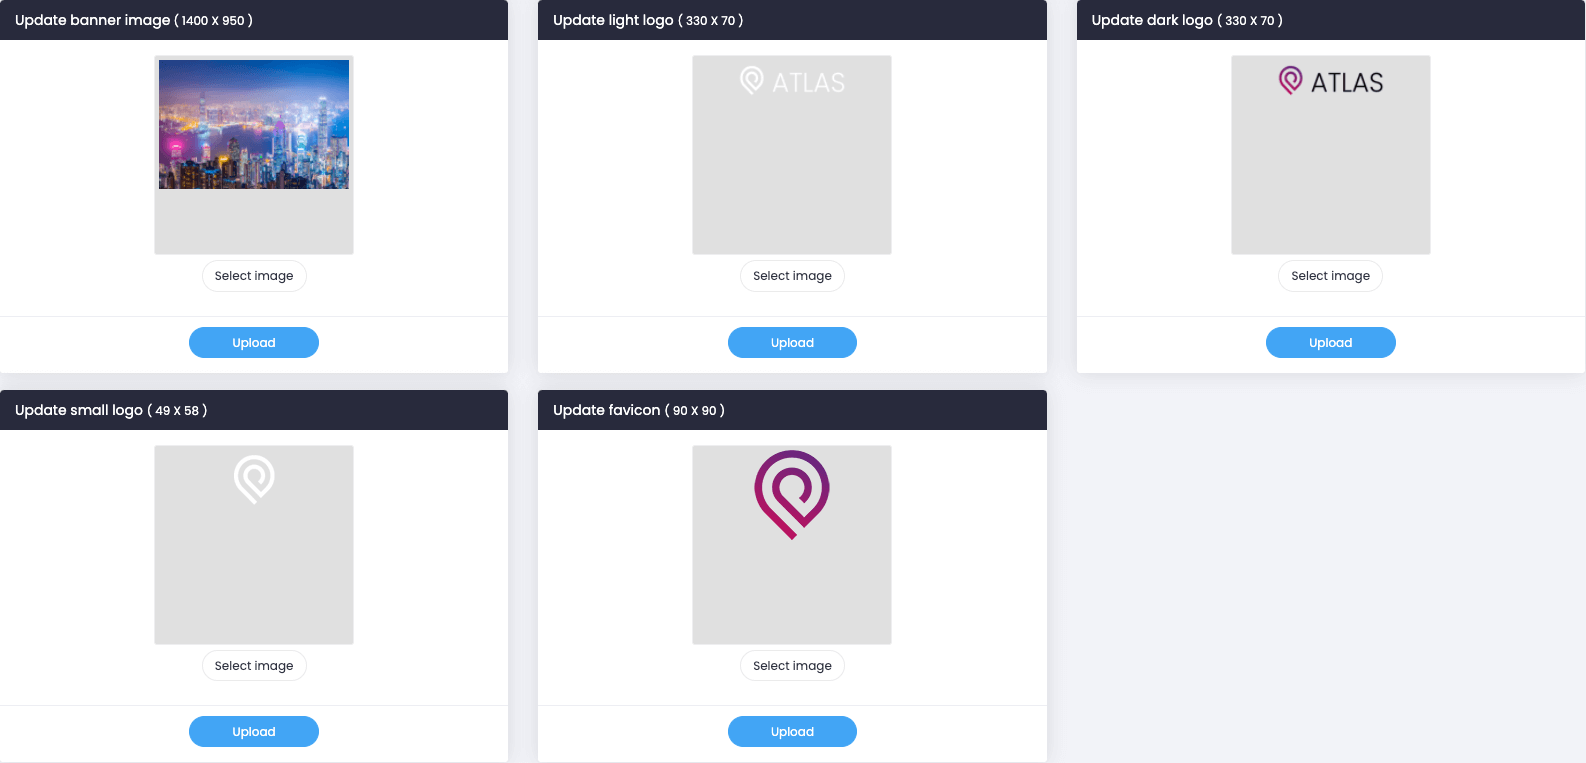 Update banner image ( 1400 X 950 )
Update light logo ( 330 X 70 )
Update dark logo ( 330 X 70 )
ATLAS
ATLAS
Select image
Select image
Select image
Upload
Upload
Upload
Update small logo ( 49 X 58 )
Update favicon ( 90 X 90 )
Select image
Select image
Upload
Upload